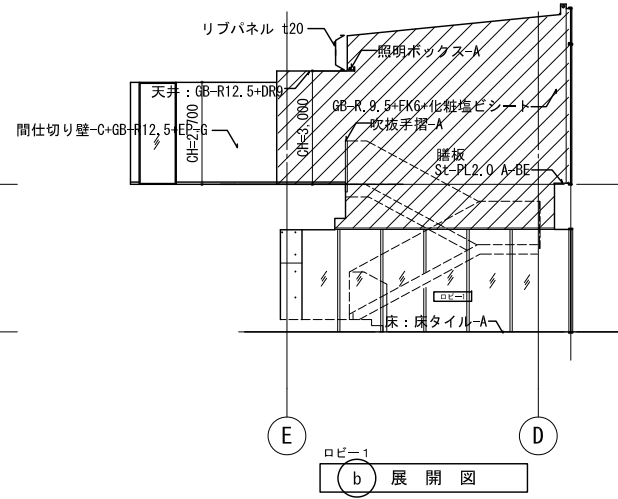 リブパネル t20
照明ボックス-A
天井：GB-R12.5+DR9
GB-R.9.5+FK6+化粧塩ビシート
吹抜手摺-A
間仕切り壁-C+GB-R12.5+EP-G
CH=2,700
CH=3,000
膳板
St-PL2.0 A-BE
ロビー1
床：床タイル-A
E
D
ロビー1
b 展開図